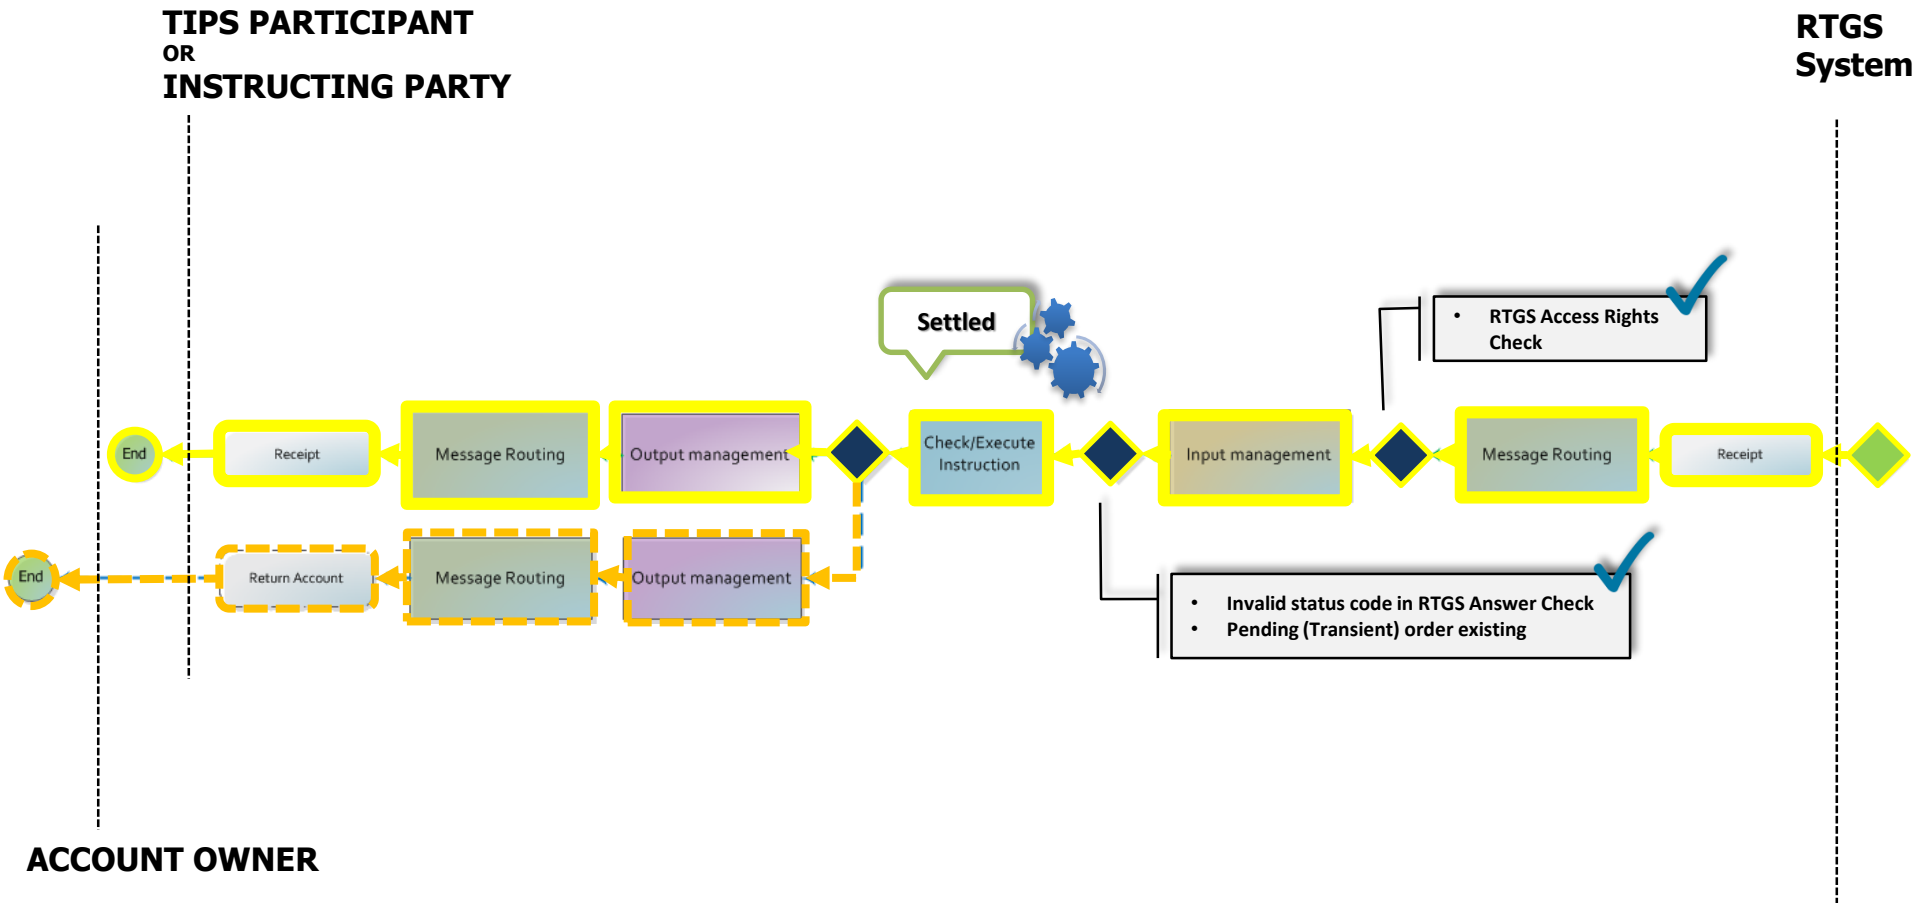 TIPS PARTICIPANT
OR
INSTRUCTING PARTY
RTGS
System
Settled
• RTGS Access Rights
Check
End
Receipt
Message Routing
Output management
Check/Execute
Instruction
Input management
Message Routing
Receipt
End
Return Account
Message Routing
Output management
• Invalid status code in RTGS Answer Check
• Pending (Transient) order existing
ACCOUNT OWNER